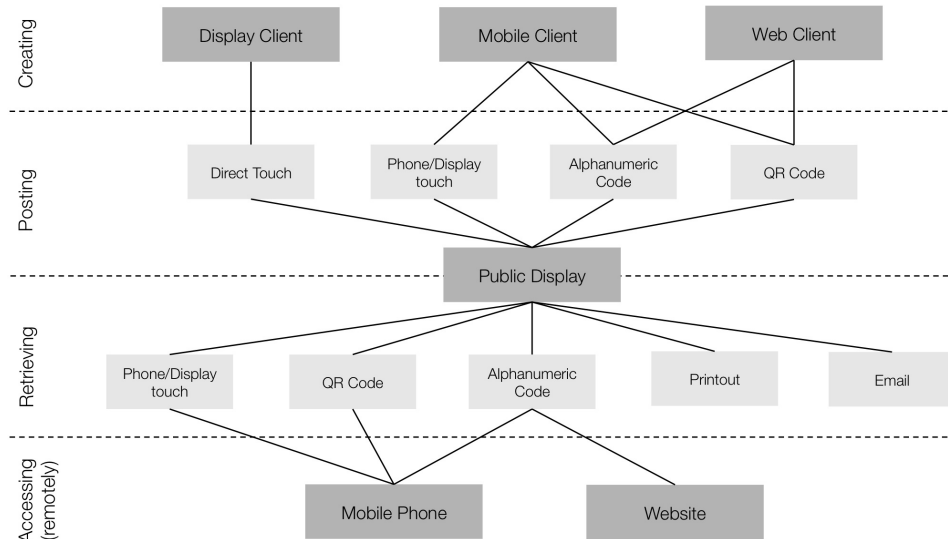 Creating
Display Client
Mobile Client
Web Client
Posting
Direct Touch
Phone/Display
touch
Alphanumeric
Code
QR Code
Public Display
Retrieving
Phone/Display
touch
QR Code
Alphanumeric
Code
Printout
Email
Accessing
(remotely)
Mobile Phone
Website